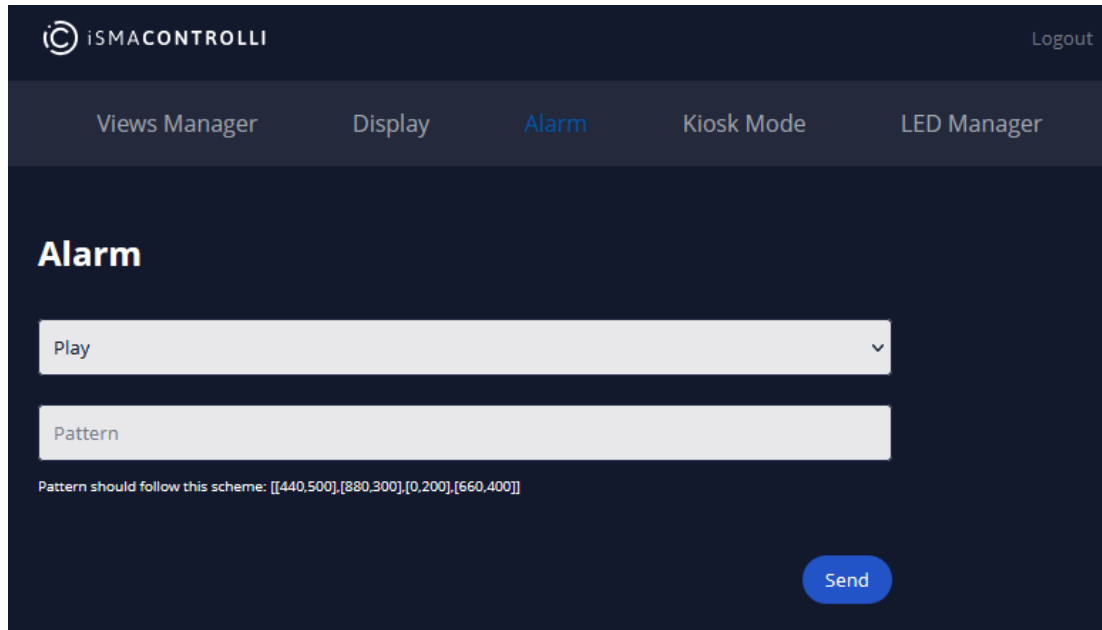 iSMACONTROLLI
Logout
Views Manager Display Alarm Kiosk Mode LED Manager
Alarm
Play
Pattern
Pattern should follow this scheme: [[440,500],[880,300],[0,200],[660,400]]
Send